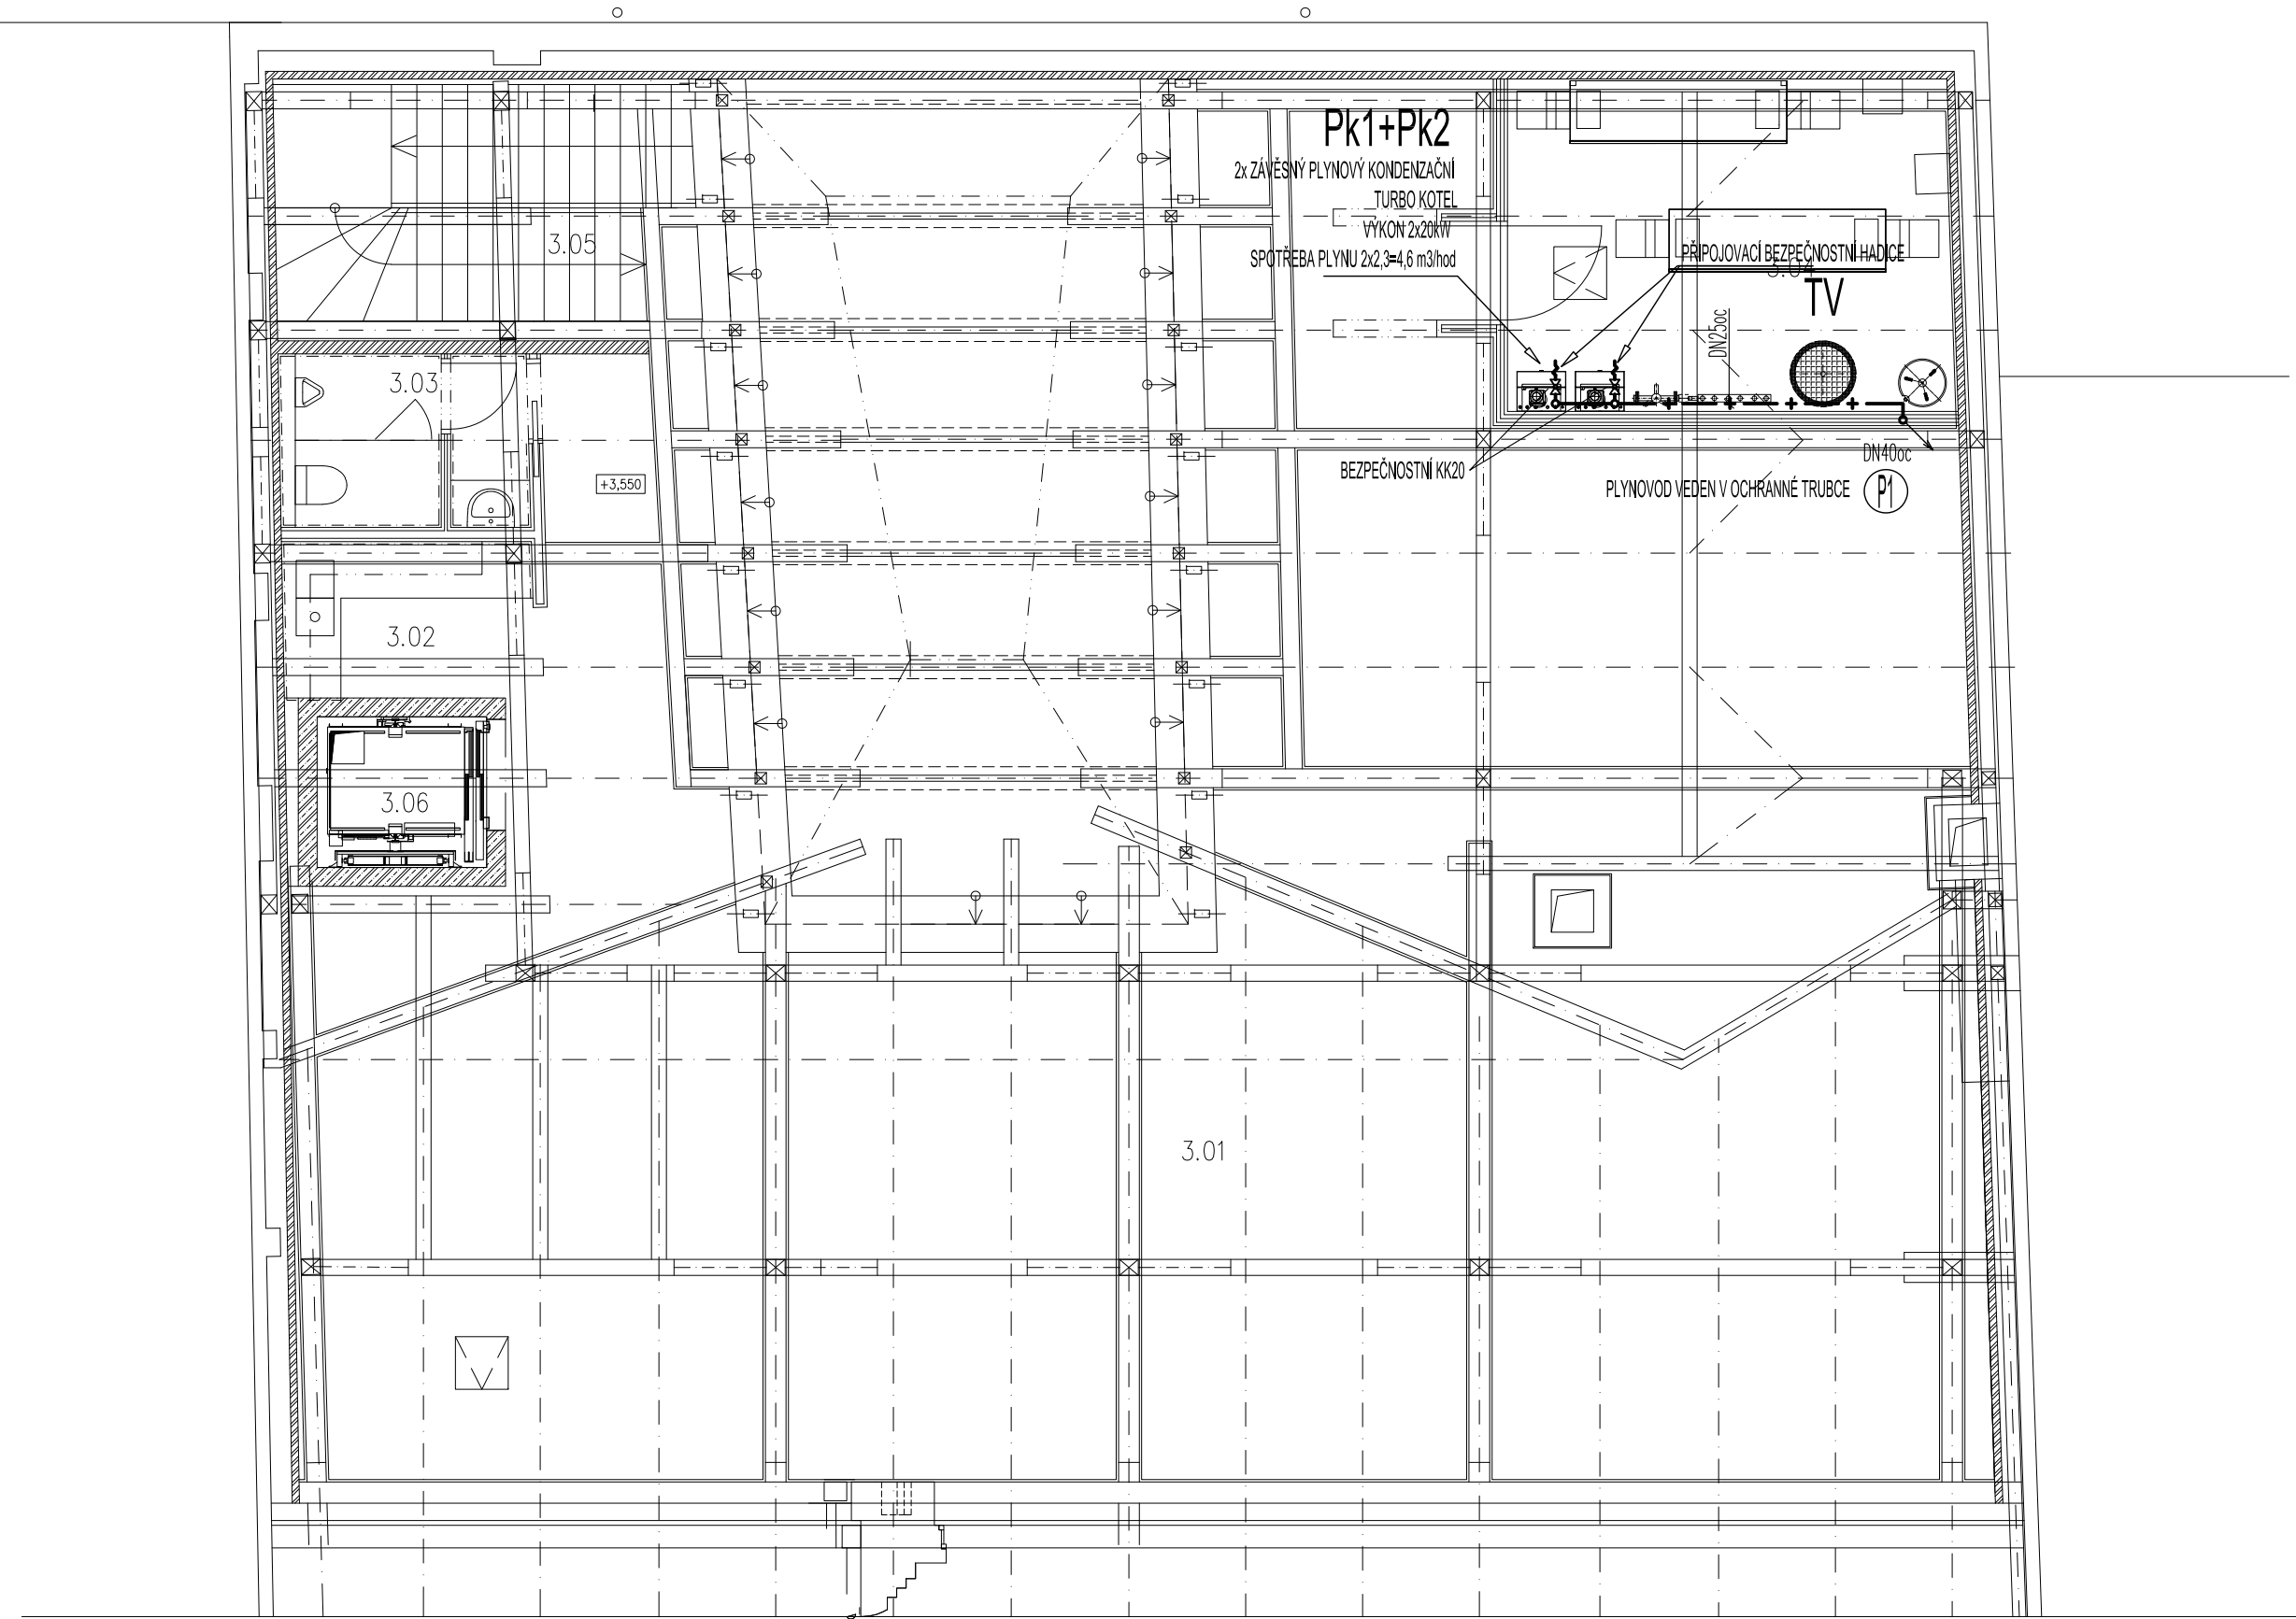 Pk1+Pk2
2x ZÁVĚSNÝ PLYNOVÝ KONDENZAČNÍ
TURBO KOTEL
VÝKON 2x20kW
SPOTŘEBA PLYNU 2x2,3=4,6 m3/hod
PŘIPOJOVACÍ BEZPEČNOSTNÍ HADICE
3.04
TV
DN25oc
3.05
3.03
+3,550
BEZPEČNOSTNÍ KK20
DN40oc
PLYNOVOD VEDEN V OCHRANNÉ TRUBCE
P1
3.02
3.06
3.01